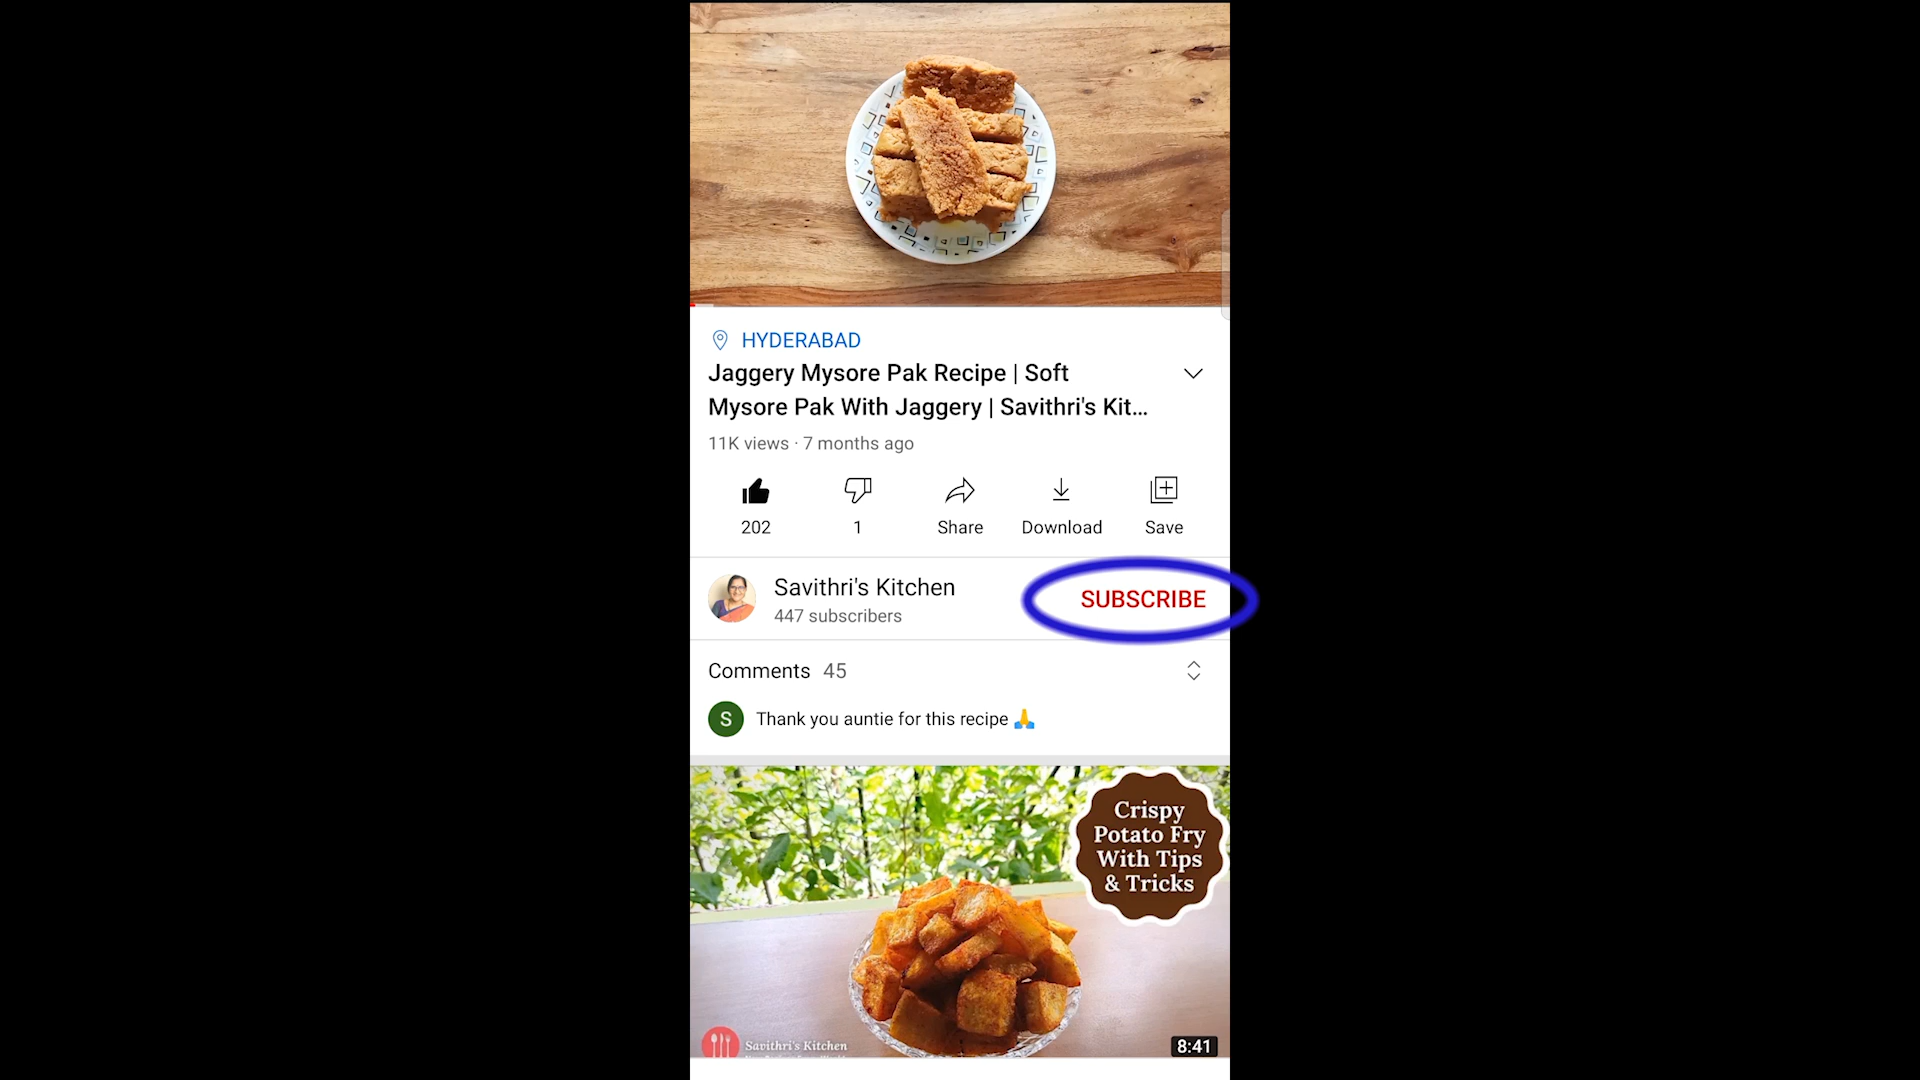 HYDERABAD
Jaggery Mysore Pak Recipe | Soft
Mysore Pak With Jaggery | Savithri's Kit...
11K views · 7 months ago
202
1
Share
Download
Save
Savithri's Kitchen
447 subscribers
SUBSCRIBE
Comments 45
S
Thank you auntie for this recipe 🙏
Crispy
Potato Fry
With Tips
& Tricks
Savithri's Kitchen
8:41